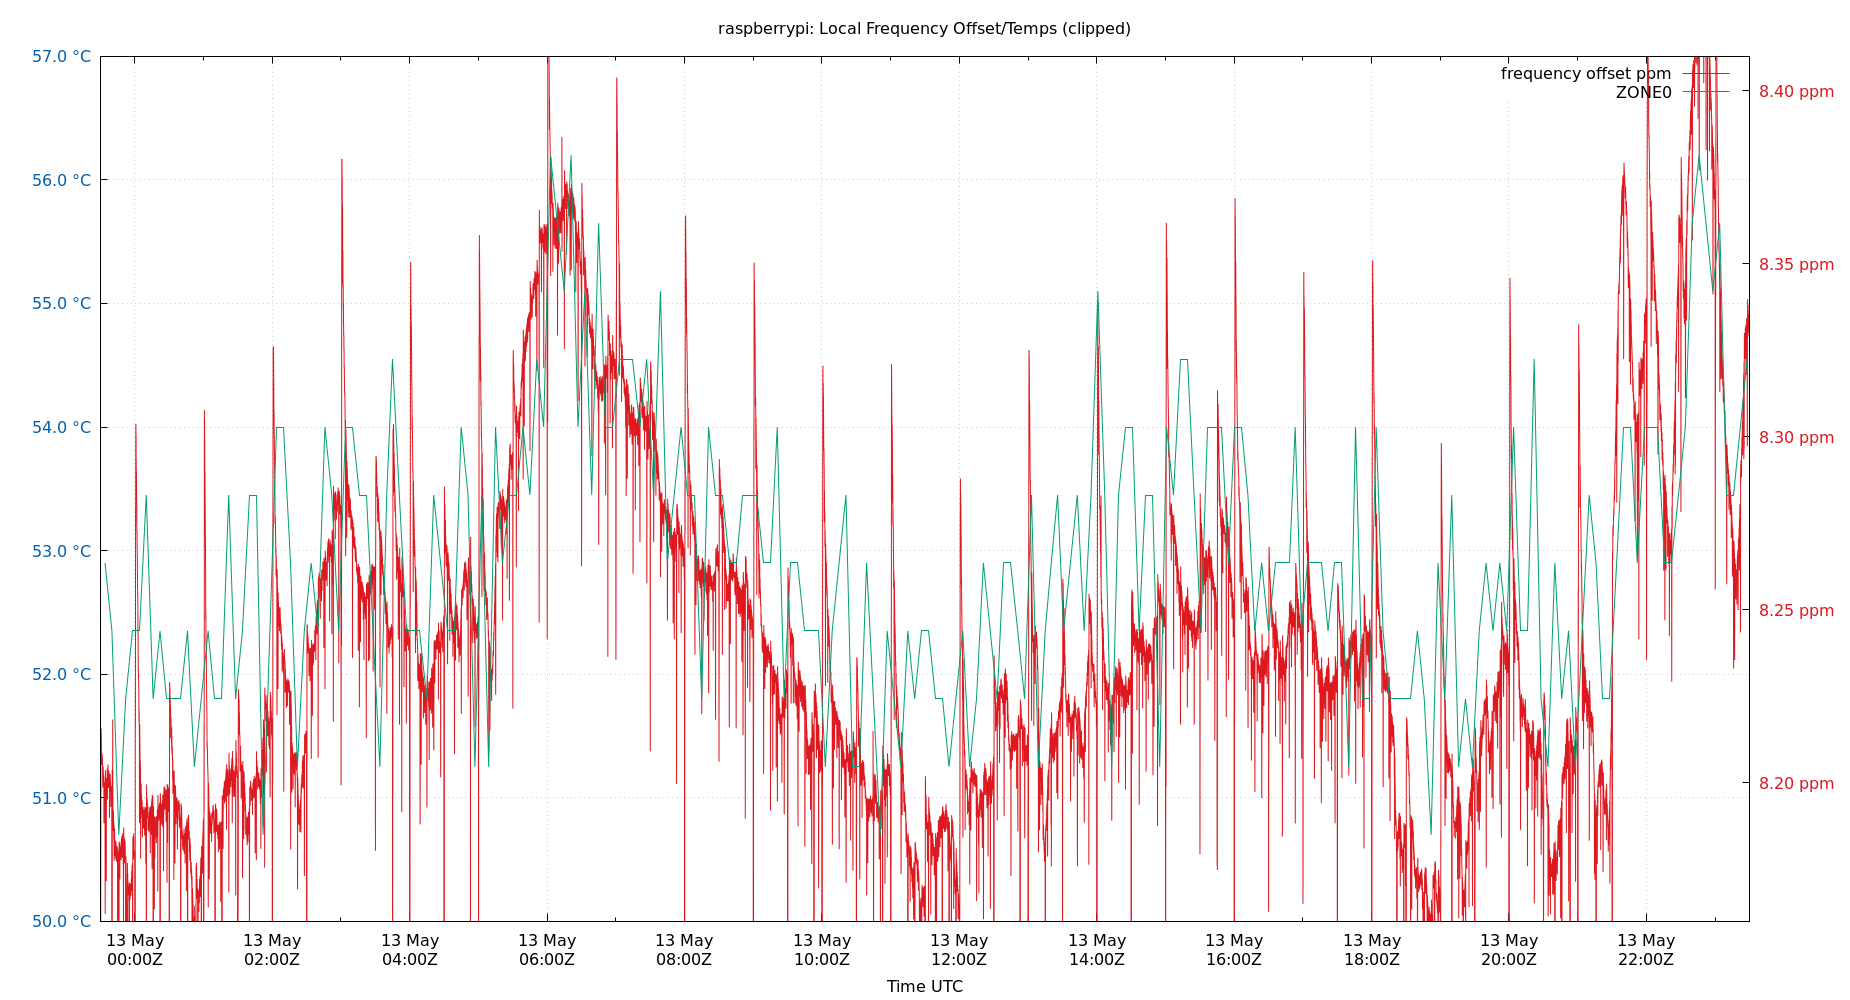 raspberrypi: Local Frequency Offset/Temps (clipped)
57.0 °C
56.0 °C
55.0 °C
54.0 °C
53.0 °C
52.0 °C
51.0 °C
50.0 °C
frequency offset ppm
ZONE0
8.40 ppm
8.35 ppm
8.30 ppm
8.25 ppm
8.20 ppm
13 May
00:00Z
13 May
02:00Z
13 May
04:00Z
13 May
06:00Z
13 May
08:00Z
13 May
10:00Z
13 May
12:00Z
13 May
14:00Z
13 May
16:00Z
13 May
18:00Z
13 May
20:00Z
13 May
22:00Z
Time UTC